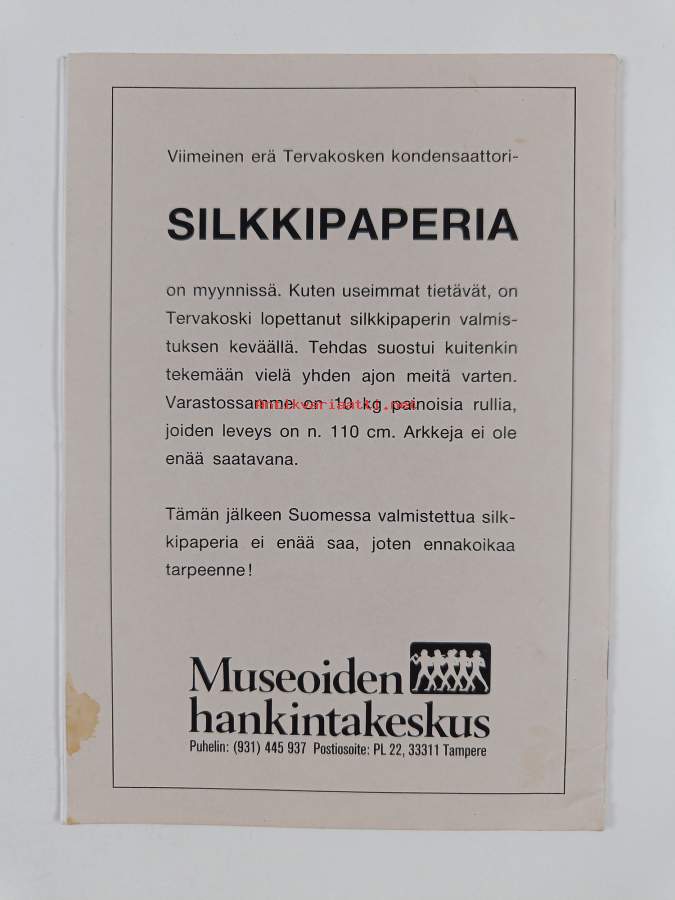 Viimeinen erä Tervakosken kondensaattori-
SILKKIPAPERIA
on myynnissä. Kuten useimmat tietävät, on
Tervakoski lopettanut silkkipaperin valmis-
tuksen keväällä. Tehdas suostui kuitenkin
tekemään vielä yhden ajon meitä varten.
Varastossamme on 10 kg painoisia rullia,
Antikvariaatti.net
joiden leveys on n. 110 cm. Arkkeja ei ole
enää saatavana.
Tämän jälkeen Suomessa valmistettua silk-
kipaperia ei enää saa, joten ennakoikaa
tarpeenne!
Museoiden
hankintakeskus
Puhelin: (931) 445 937 Postiosoite: PL 22, 33311 Tampere